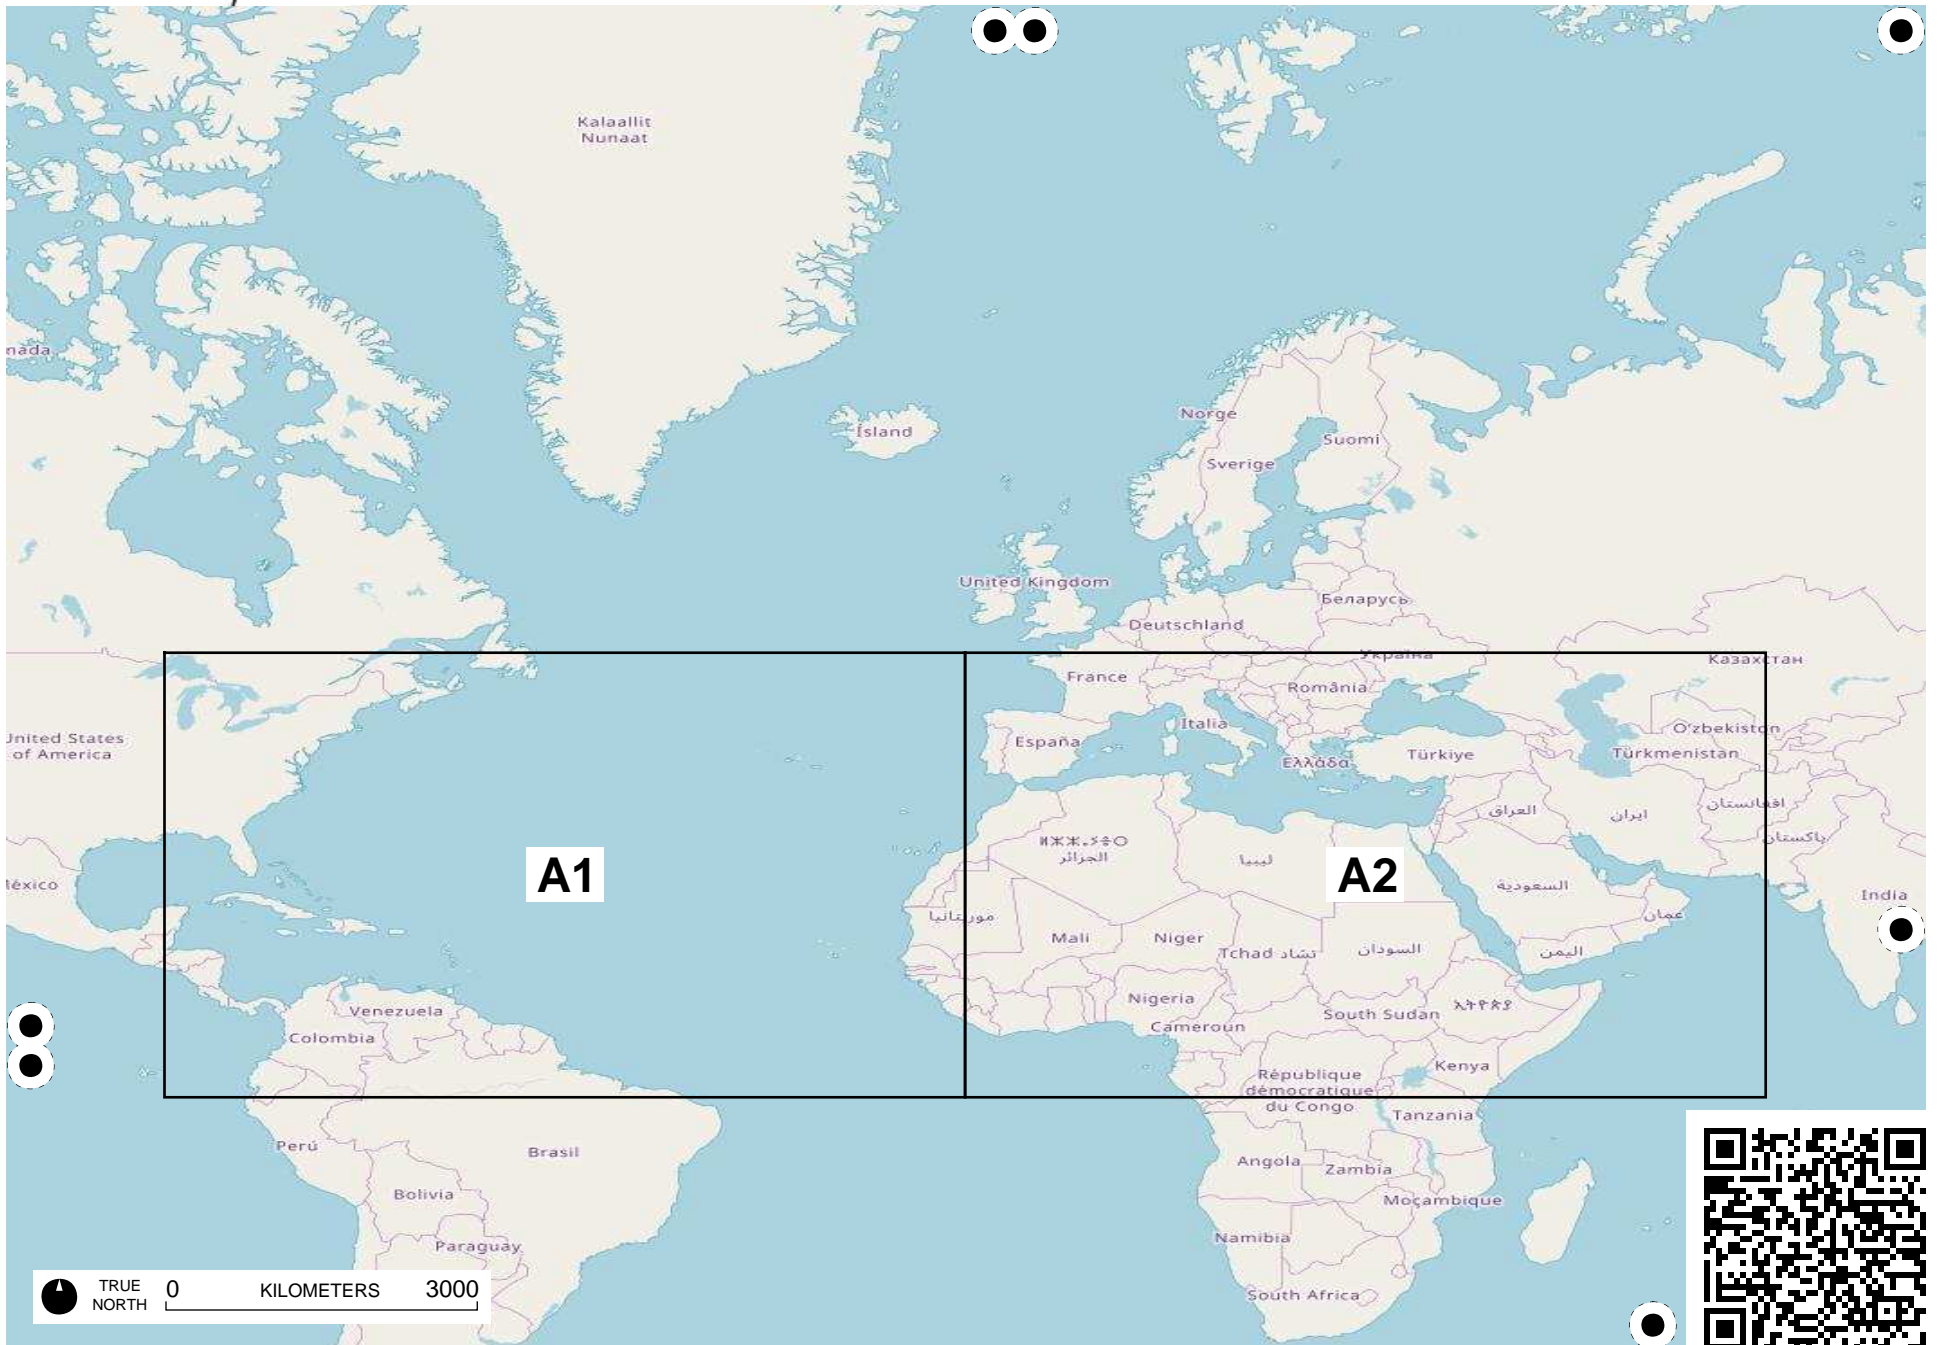 Kalaallit
Nunaat
nada
Norge
Ísland
Suomi
Sverige
United Kingdom
Беларусь
Deutschland
Україна
Казахстан
France
România
Italia
O'zbekiston
United States
of America
España
Türkiye
Türkmenistan
Ελλάδα
افغانستان
العراق
ايران
ⵍⵣⵣⴰⵢⴻⵔ
الجزائر
باكستان
ليبيا
A1
A2
México
السعودية
India
موريتانيا
عمان
Mali
Niger
Tchad تشاد
السودان
اليمن
Nigeria
Venezuela
South Sudan
ኢትዮጵያ
Cameroun
Colombia
Kenya
République
démocratique
du Congo
Tanzania
Perú
Brasil
Angola
Zambia
Bolivia
Moçambique
Namibia
Paraguay
TRUE
NORTH
0 KILOMETERS 3000
South Africa